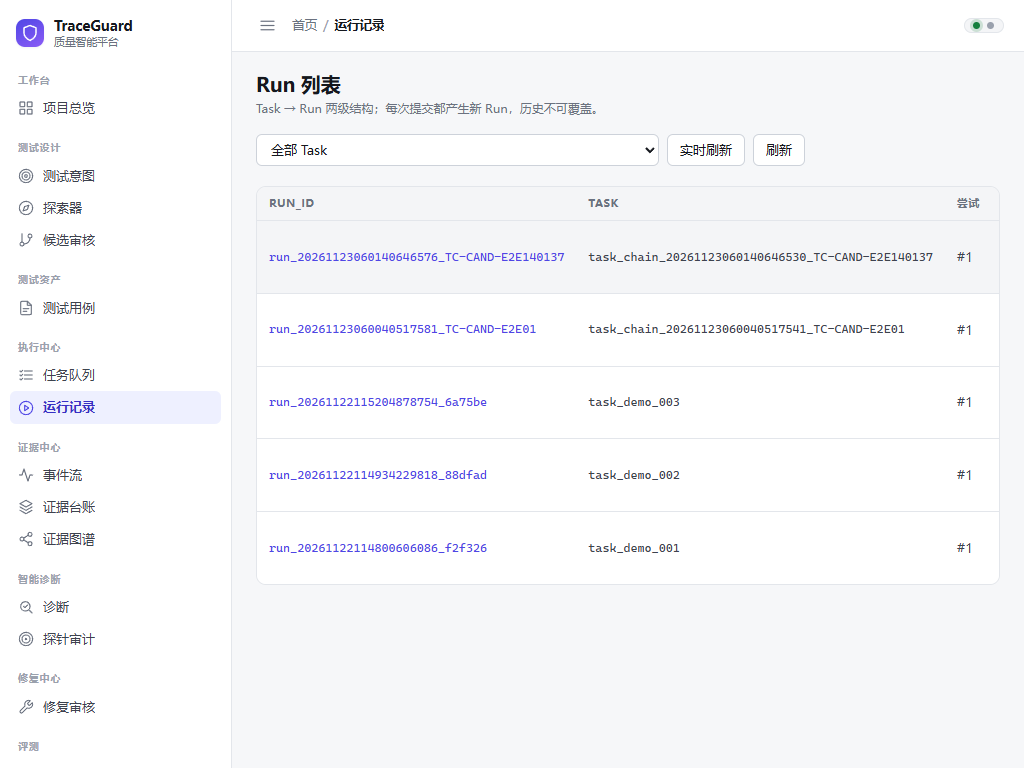 TraceGuard
质量智能平台
工作台
项目总览
测试设计
测试意图
探索器
候选审核
测试资产
测试用例
执行中心
任务队列
运行记录
证据中心
事件流
证据台账
证据图谱
智能诊断
诊断
探针审计
修复中心
修复审核
评测
首页 / 运行记录
Run 列表
Task → Run 两级结构；每次提交都产生新 Run，历史不可覆盖。
全部 Task 实时刷新 刷新
RUN_ID TASK 尝试
run_20261123060140646576_TC-CAND-E2E140137 task_chain_20261123060140646530_TC-CAND-E2E140137 #1
run_20261123060040517581_TC-CAND-E2E01 task_chain_20261123060040517541_TC-CAND-E2E01 #1
run_20261122115204878754_6a75be task_demo_003 #1
run_20261122114934229818_88dfad task_demo_002 #1
run_20261122114800606086_f2f326 task_demo_001 #1